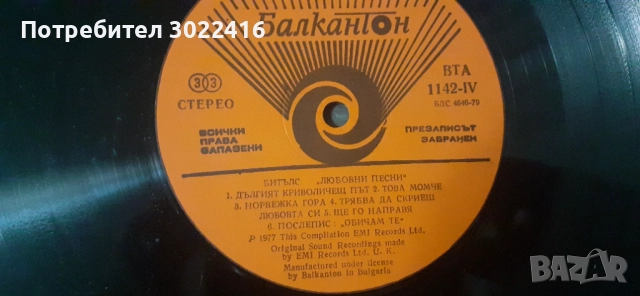 Потребител 3022416
Балкантон
33
СТЕРЕО
ВТА
1142-IV
БДС 4646-79
ВСИЧКИ
ПРАВА
ЗАПАЗЕНИ
ПРЕЗАПИСЪТ
ЗАБРАНЕН
БИТЪЛС „ЛЮБОВНИ ПЕСНИ"
1. ДЪЛГИЯТ КРИВОЛИЧЕЩ ПЪТ 2. ТОВА МОМЧЕ
3. НОРВЕЖКА ГОРА 4. ТРЯБВА ДА СКРИЕШ
ЛЮБОВТА СИ 5. ЩЕ ГО НАПРАВЯ
6. ПОСЛЕПИС: „ОБИЧАМ ТЕ"
℗ 1977 This Compilation EMI Records Ltd.
Original Sound Recordings made
by EMI Records Ltd. U. K.
Manufactured under license
by Balkanton in Bulgaria
BAZAR